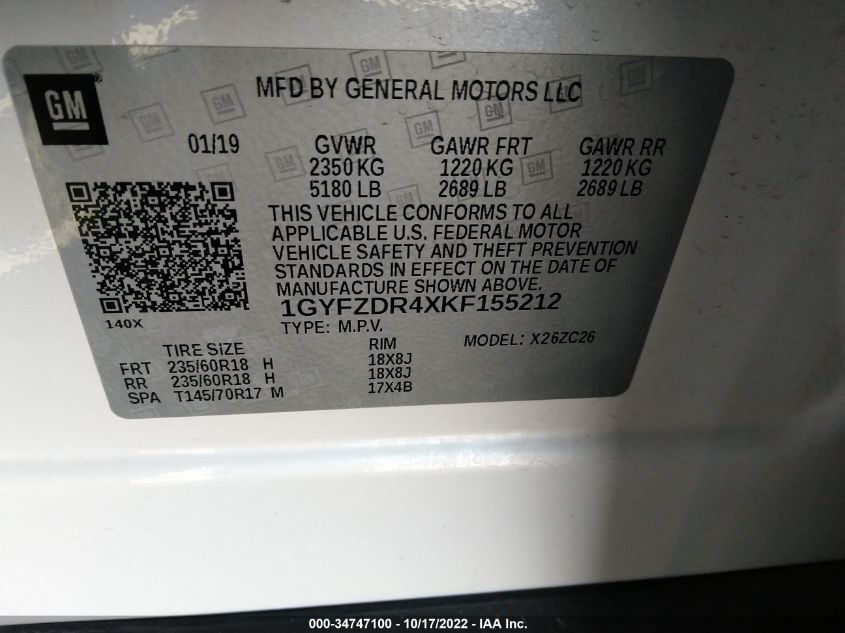 GM
MFD BY GENERAL MOTORS LLC
01/19 GVWR GAWR FRT GAWR RR
2350 KG 1220 KG 1220 KG
5180 LB 2689 LB 2689 LB
THIS VEHICLE CONFORMS TO ALL
APPLICABLE U.S. FEDERAL MOTOR
VEHICLE SAFETY AND THEFT PREVENTION
STANDARDS IN EFFECT ON THE DATE OF
MANUFACTURE SHOWN ABOVE.
1GYFZDR4XKF155212
140X
TYPE: M.P.V. MODEL: X26ZC26
TIRE SIZE RIM
FRT 235/60R18 H 18X8J
RR 235/60R18 H 18X8J
SPA T145/70R17 M 17X4B
000-34747100 - 10/17/2022 - IAA Inc.